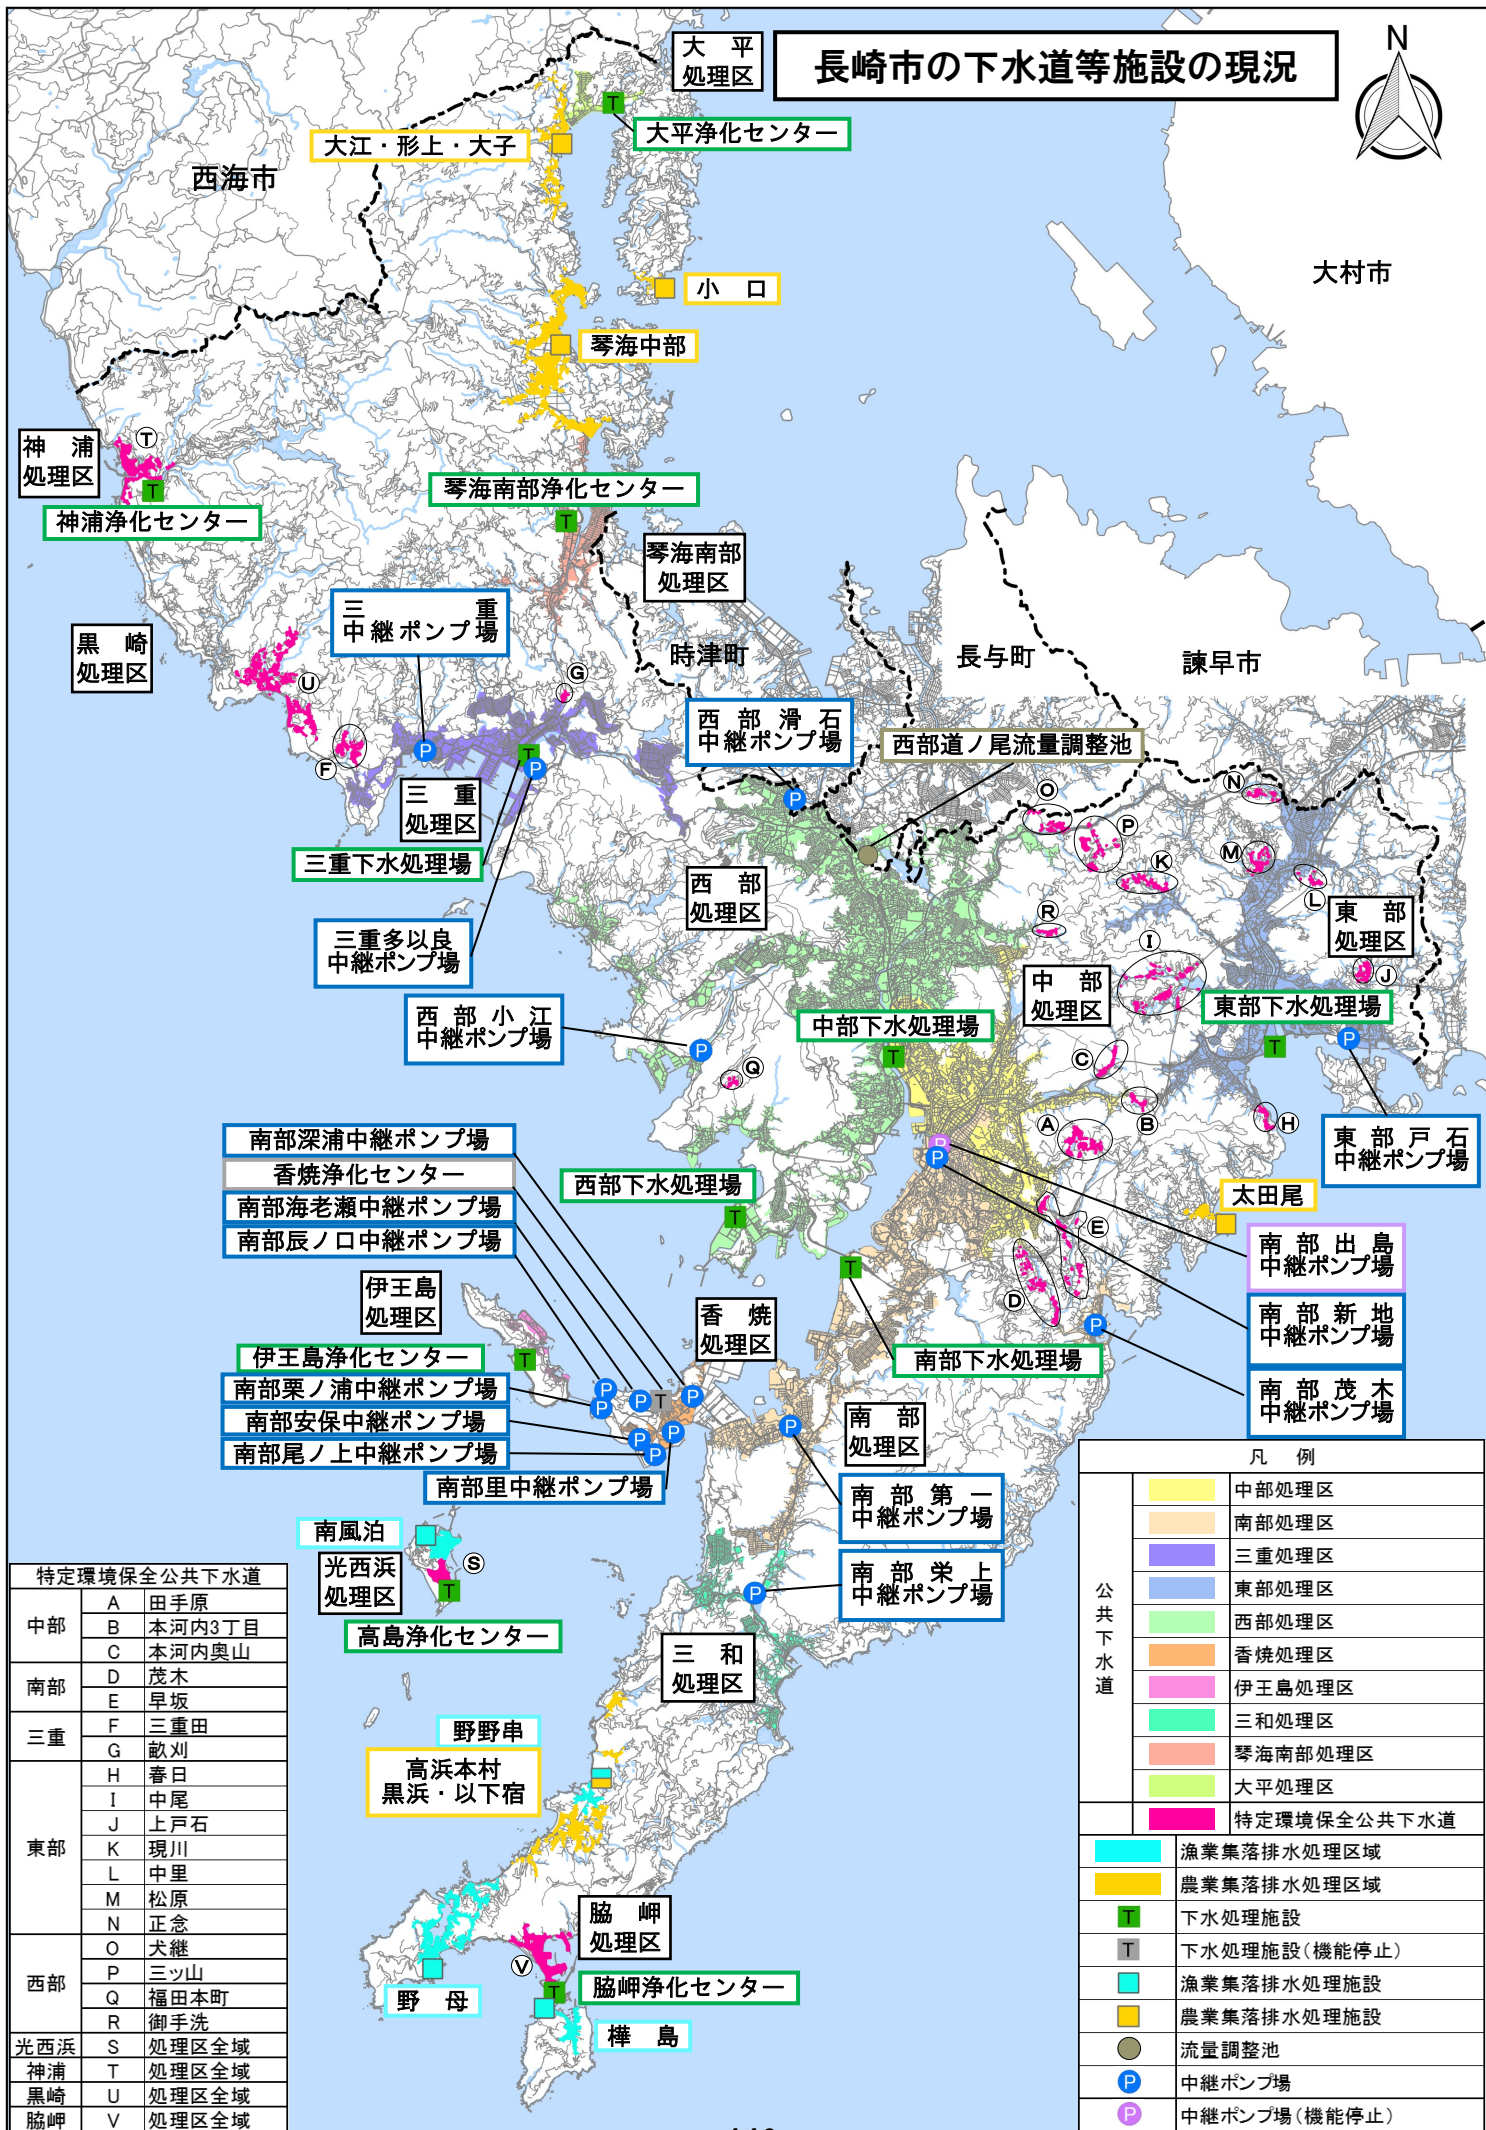 長崎市の下水道等施設の現況
N
大　平
処理区
大平浄化センター
大江・形上・大子
西海市
大村市
小　口
琴海中部
神　浦
処理区
T
T
神浦浄化センター
琴海南部浄化センター
T
琴海南部
処理区
三　　　重
中継ポンプ場
黒　崎
処理区
時津町
長与町
諫早市
U
G
F
P
T
P
三　重
処理区
西　部　滑　石
中継ポンプ場
西部道ノ尾流量調整池
P
O
N
P
M
K
L
三重下水処理場
西　部
処理区
R
東　部
処理区
三重多以良
中継ポンプ場
I
J
中　部
処理区
西　部　小　江
中継ポンプ場
中部下水処理場
東部下水処理場
P
T
T
P
C
Q
A
B
H
東　部　戸　石
中継ポンプ場
南部深浦中継ポンプ場
香焼浄化センター
南部海老瀬中継ポンプ場
南部辰ノ口中継ポンプ場
P
P
西部下水処理場
T
太田尾
E
南　部　出　島
中継ポンプ場
T
D
伊王島
処理区
香　焼
処理区
P
南　部　新　地
中継ポンプ場
伊王島浄化センター
T
南部下水処理場
南　部　茂　木
中継ポンプ場
南部栗ノ浦中継ポンプ場
南部安保中継ポンプ場
南部尾ノ上中継ポンプ場
南部里中継ポンプ場
P
P
P
T
P
P
P
P
P
南　部
処理区
南　部　第　一
中継ポンプ場
南風泊
光西浜
処理区
S
T
高島浄化センター
南　部　栄　上
中継ポンプ場
P
三　和
処理区
野野串
高浜本村
黒浜・以下宿
脇　岬
処理区
V
T
脇岬浄化センター
野　母
樺　島
特定環境保全公共下水道
中部
A　田手原
B　本河内3丁目
C　本河内奥山
南部
D　茂木
E　早坂
三重
F　三重田
G　畝刈
東部
H　春日
I　中尾
J　上戸石
K　現川
L　中里
M　松原
N　正念
西部
O　犬継
P　三ッ山
Q　福田本町
R　御手洗
光西浜　S　処理区全域
神浦　T　処理区全域
黒崎　U　処理区全域
脇岬　V　処理区全域
凡　例
公共下水道
中部処理区
南部処理区
三重処理区
東部処理区
西部処理区
香焼処理区
伊王島処理区
三和処理区
琴海南部処理区
大平処理区
特定環境保全公共下水道
漁業集落排水処理区域
農業集落排水処理区域
T　下水処理施設
T　下水処理施設(機能停止)
漁業集落排水処理施設
農業集落排水処理施設
流量調整池
P　中継ポンプ場
P　中継ポンプ場(機能停止)